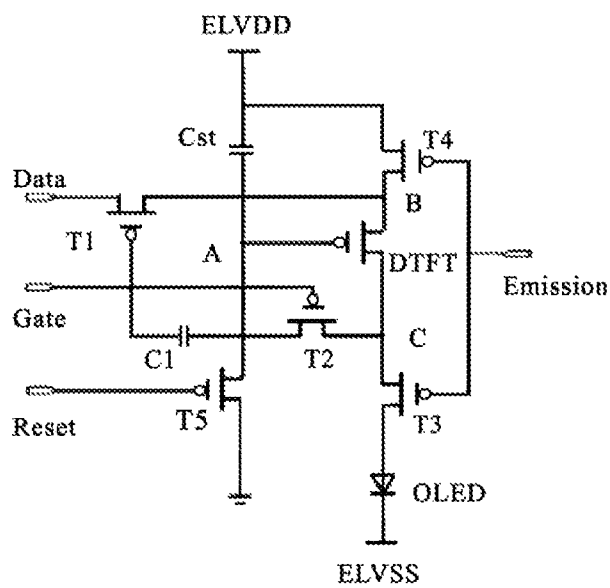 ELVDD
Cst
T4
Data
B
T1
A
DTFT
Emission
Gate
C1
T2
C
T5
T3
Reset
OLED
ELVSS